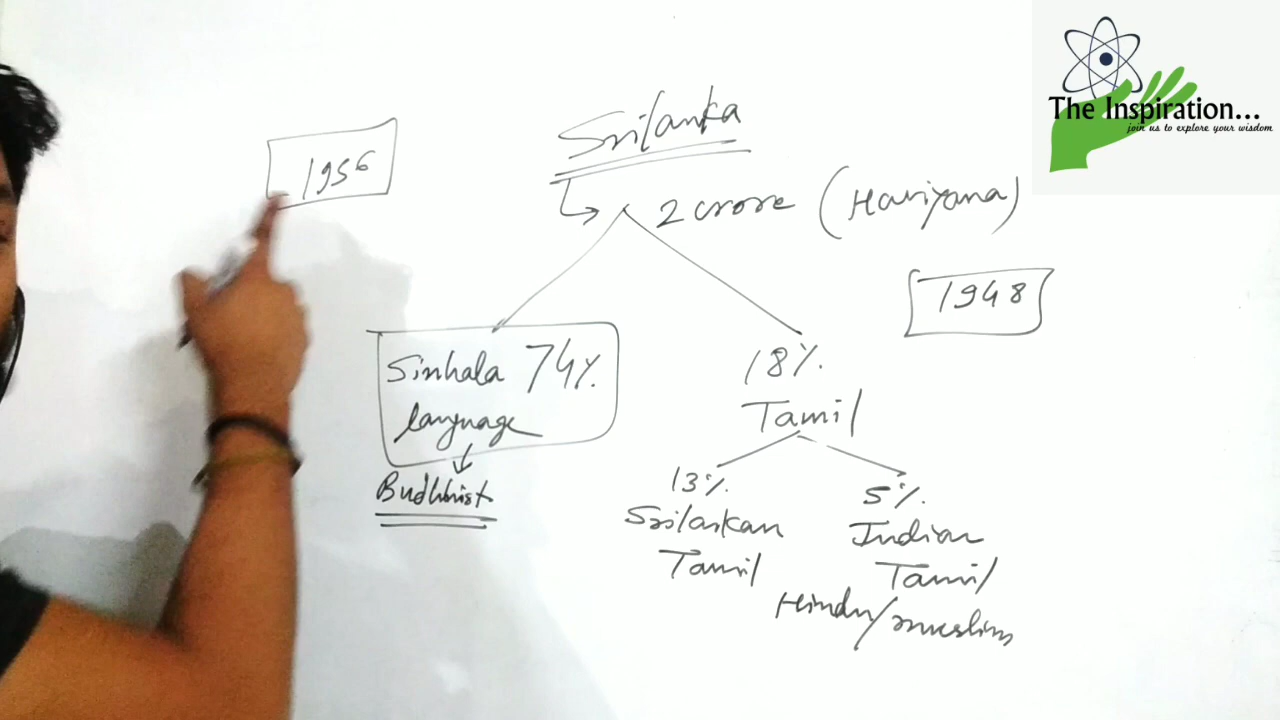 The Inspiration...
join us to explore your wisdom
Srilanka
1956
2 crore (Hariyana)
1948
Sinhala 74%.
language
Budhhist
18%.
Tamil
13%.
Srilankan
Tamil
5%.
Indian
Tamil
Hindu/muslim